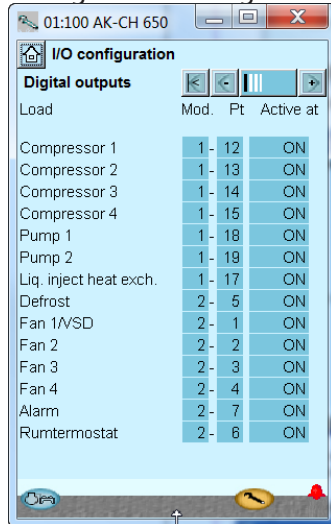 01:100 AK-CH 650
I/O configuration
Digital outputs
Load Mod. Pt Active at
Compressor 1 1 - 12 ON
Compressor 2 1 - 13 ON
Compressor 3 1 - 14 ON
Compressor 4 1 - 15 ON
Pump 1 1 - 18 ON
Pump 2 1 - 19 ON
Liq. inject heat exch. 1 - 17 ON
Defrost 2 - 5 ON
Fan 1/VSD 2 - 1 ON
Fan 2 2 - 2 ON
Fan 3 2 - 3 ON
Fan 4 2 - 4 ON
Alarm 2 - 7 ON
Rumtermostat 2 - 6 ON